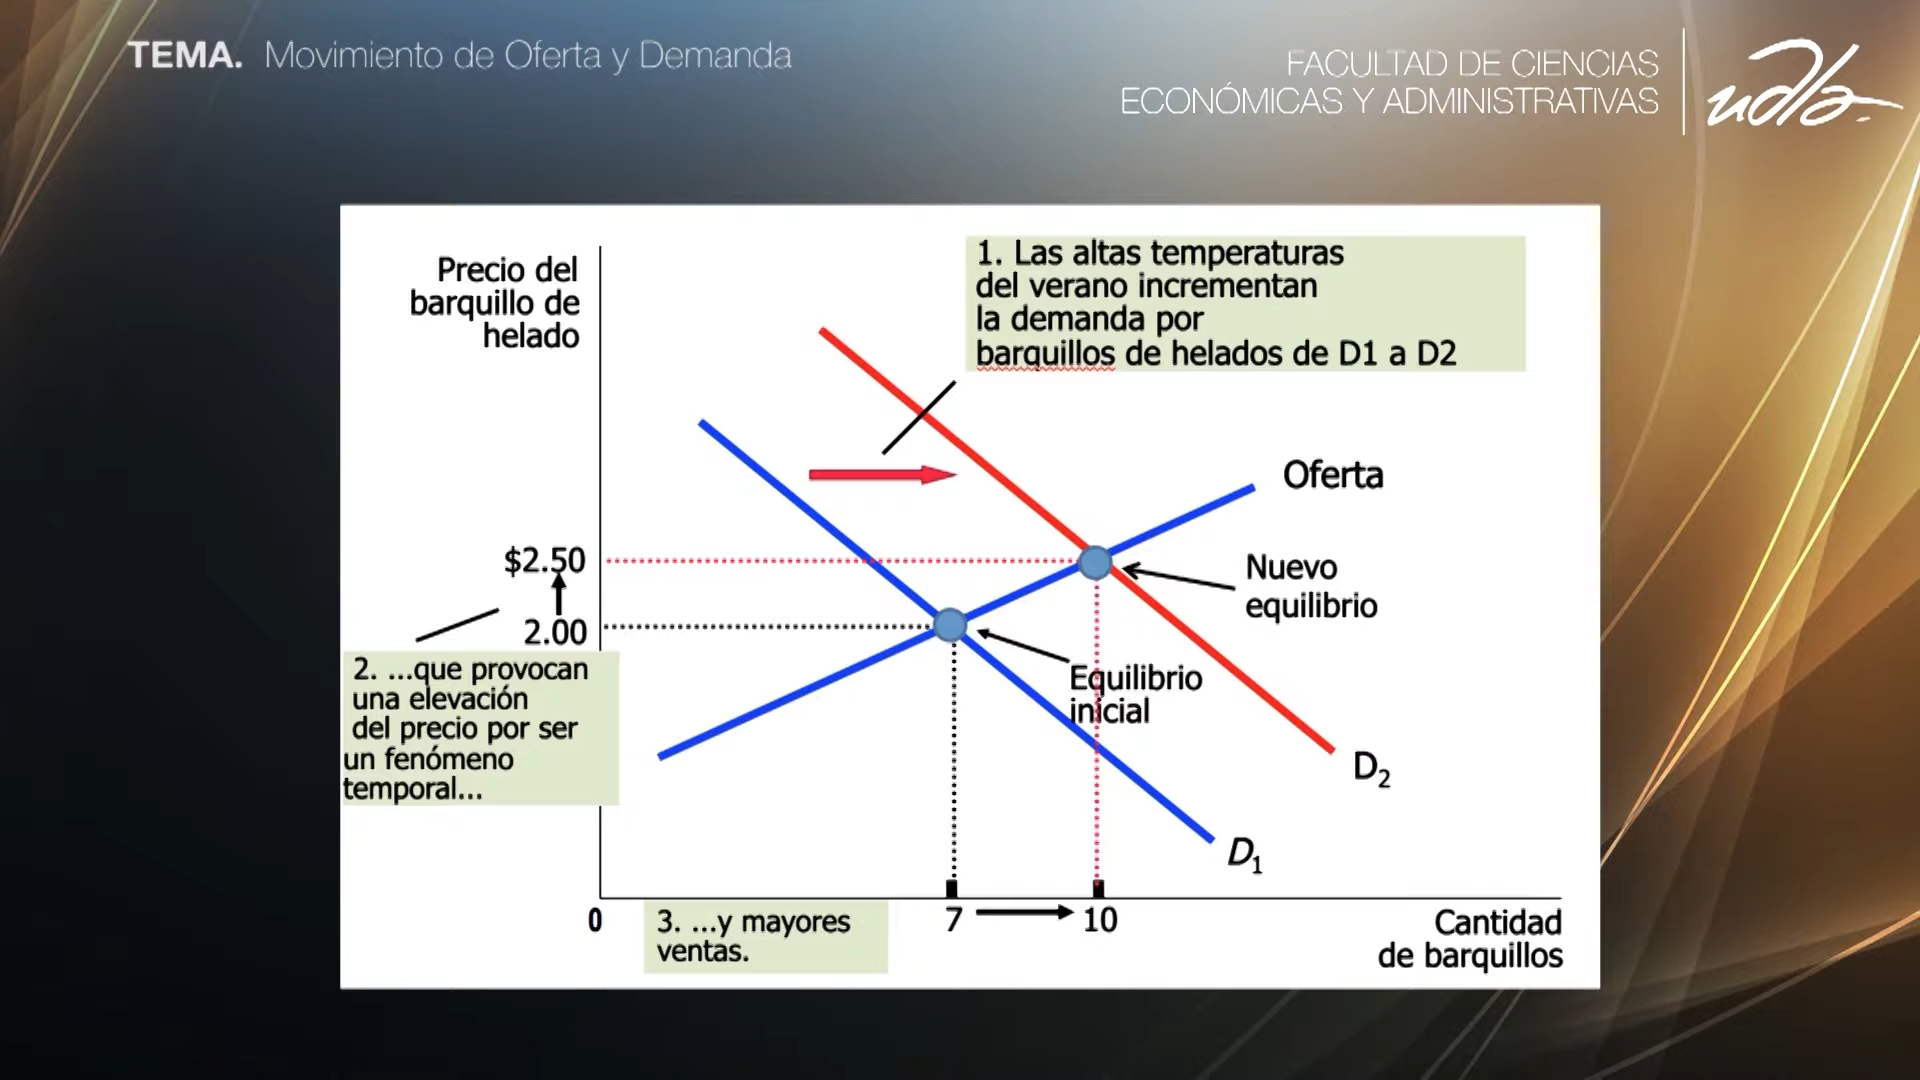 TEMA. Movimiento de Oferta y Demanda
FACULTAD DE CIENCIAS
ECONÓMICAS Y ADMINISTRATIVAS
udla-
Precio del
barquillo de
helado
1. Las altas temperaturas
del verano incrementan
la demanda por
barquillos de helados de D1 a D2
Oferta
$2.50
Nuevo
equilibrio
2.00
2. ...que provocan
una elevación
del precio por ser
un fenómeno
temporal...
Equilibrio
inicial
D2
D1
0
3. ...y mayores
ventas.
7
10
Cantidad
de barquillos